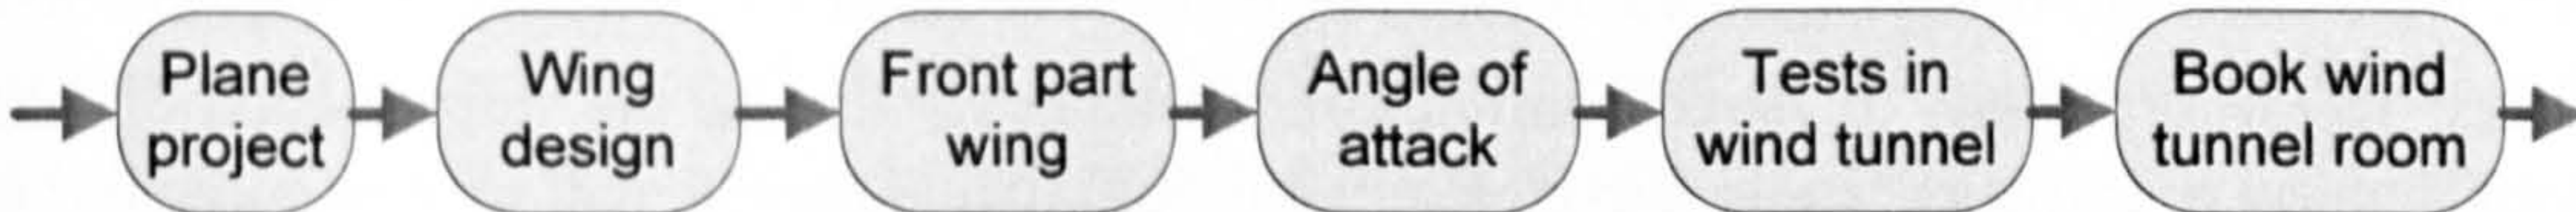 Plane
project
Wing
design
Front part
wing
Angle of
attack
Tests in
wind tunnel
Book wind
tunnel room